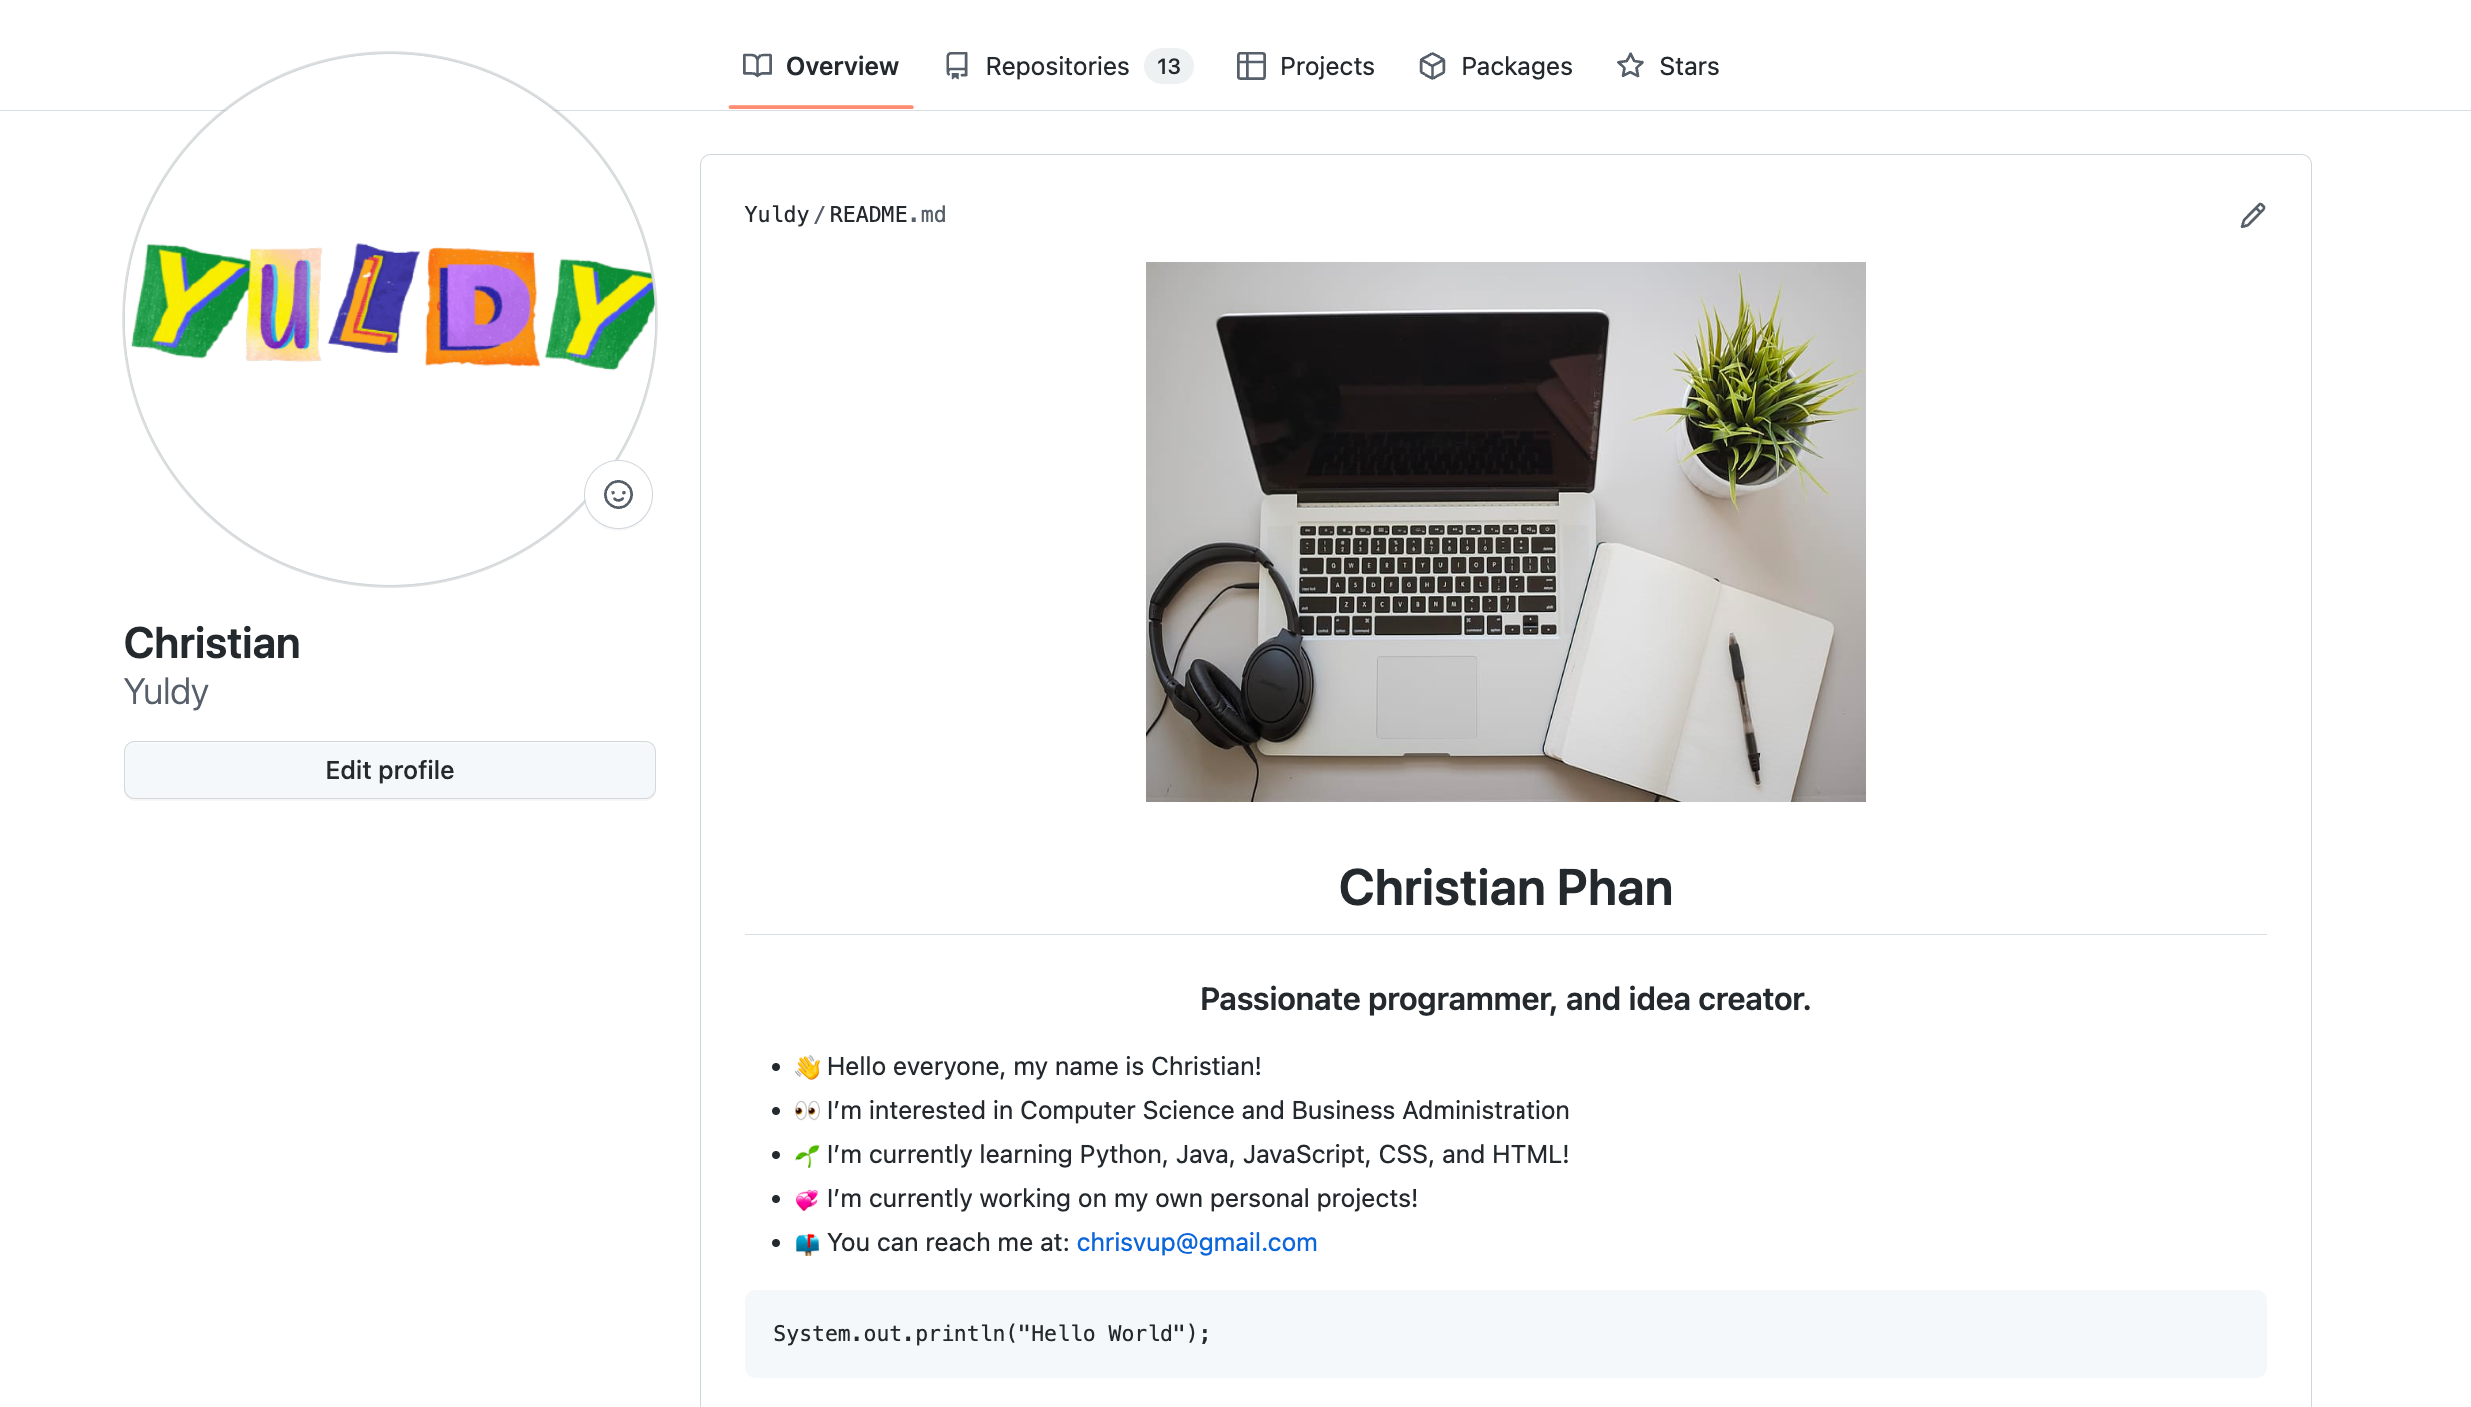 Overview Repositories 13 Projects Packages Stars
YULDY
Christian
Yuldy
Edit profile
Yuldy/README.md
Christian Phan
Passionate programmer, and idea creator.
• 👋 Hello everyone, my name is Christian!
• 👀 I’m interested in Computer Science and Business Administration
• 🌱 I’m currently learning Python, Java, JavaScript, CSS, and HTML!
• 💞️ I’m currently working on my own personal projects!
• 📫 You can reach me at: chrisvup@gmail.com
System.out.println("Hello World");